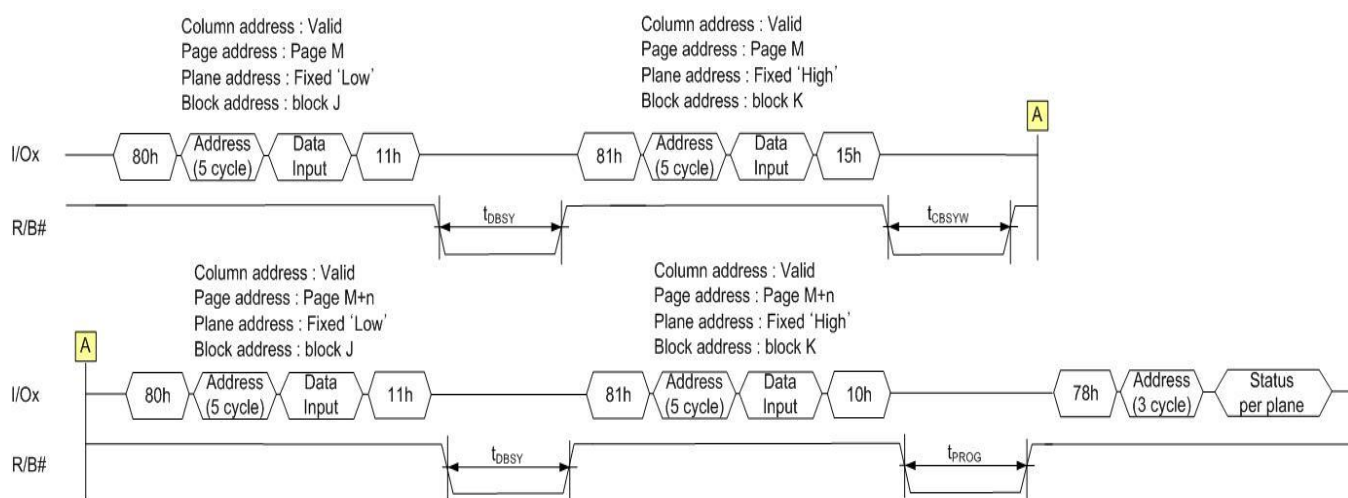 Column address : Valid
Page address : Page M
Plane address : Fixed ‘Low’
Block address : block J
Column address : Valid
Page address : Page M
Plane address : Fixed ‘High’
Block address : block K
A
I/Ox
80h
Address
(5 cycle)
Data
Input
11h
81h
Address
(5 cycle)
Data
Input
15h
R/B#
tDBSY
tCBSYW
Column address : Valid
Page address : Page M+n
Plane address : Fixed ‘Low’
Block address : block J
Column address : Valid
Page address : Page M+n
Plane address : Fixed ‘High’
Block address : block K
A
I/Ox
80h
Address
(5 cycle)
Data
Input
11h
81h
Address
(5 cycle)
Data
Input
10h
78h
Address
(3 cycle)
Status
per plane
R/B#
tDBSY
tPROG